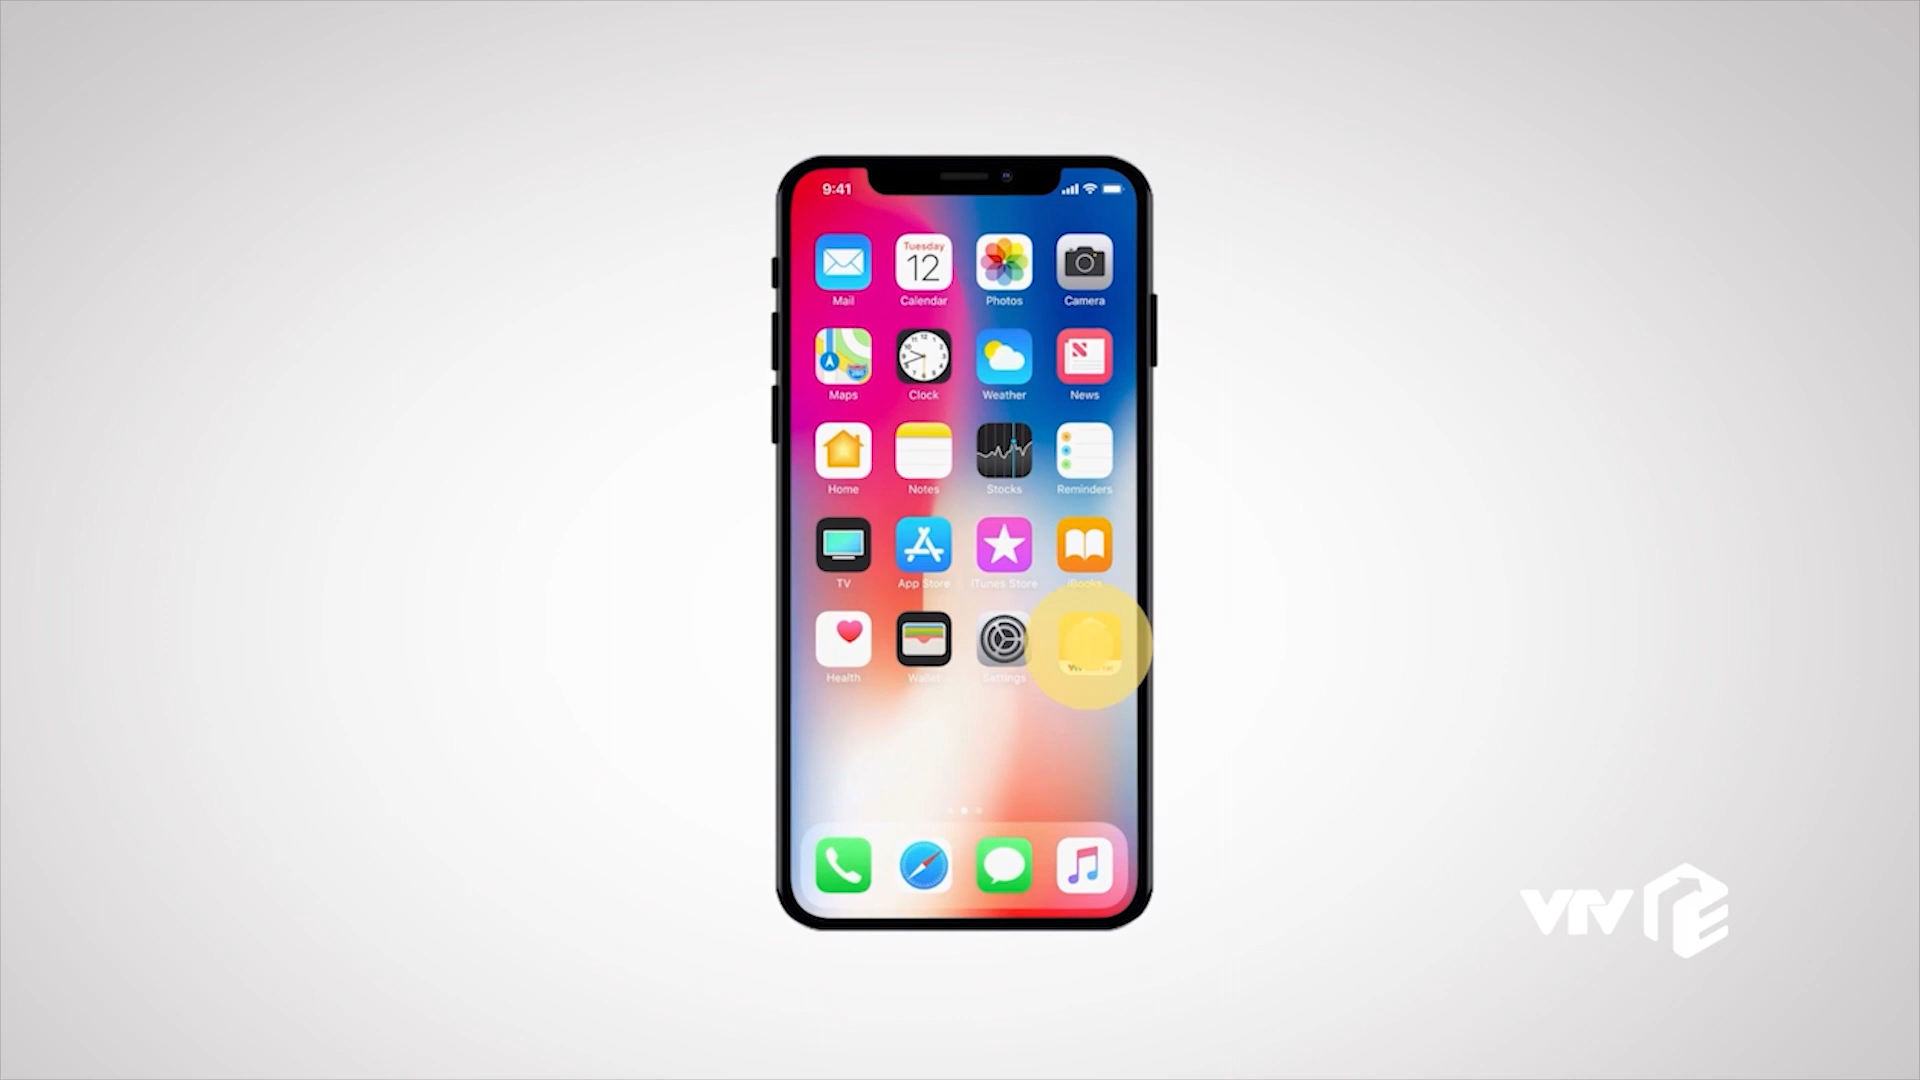 9:41
Tuesday
12
Mail
Calendar
Photos
Camera
Maps
Clock
Weather
News
Home
Notes
Stocks
Reminders
TV
App Store
iTunes Store
iBooks
Health
Wallet
Settings
VTV